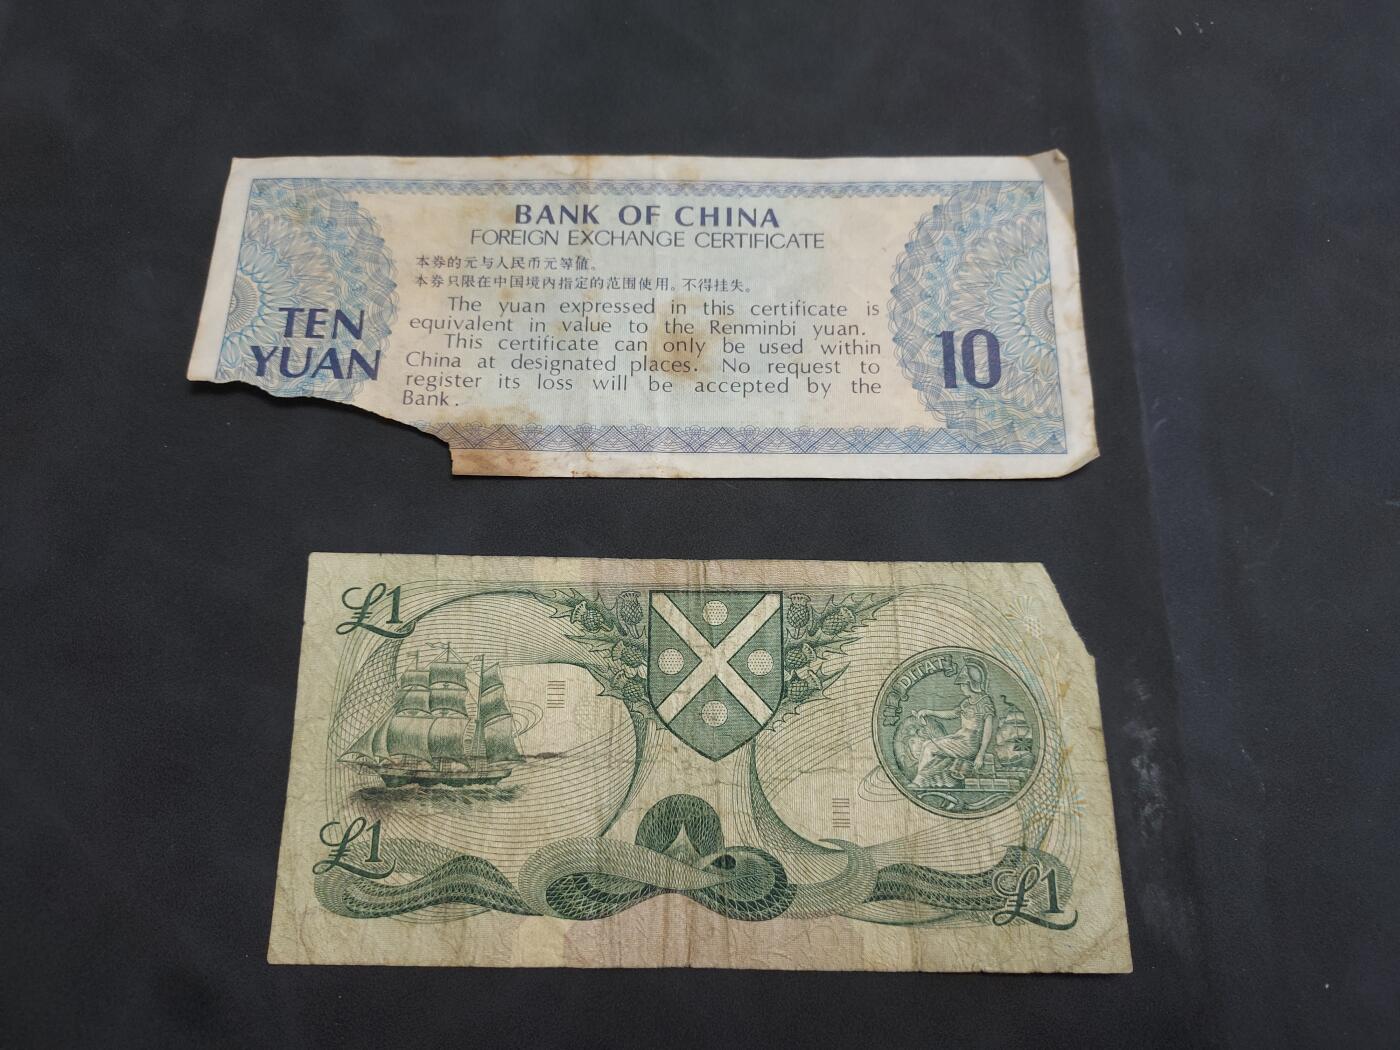 BANK OF CHINA
FOREIGN EXCHANGE CERTIFICATE
本券的元与人民币元等值。
本券只限在中国境内指定的范围使用。不得挂失。
The yuan expressed in this certificate is
equivalent in value to the Renminbi yuan.
This certificate can only be used within
China at designated places. No request to
register its loss will be accepted by the
Bank.
TEN
YUAN
10
£1
DITAT
£1
£1